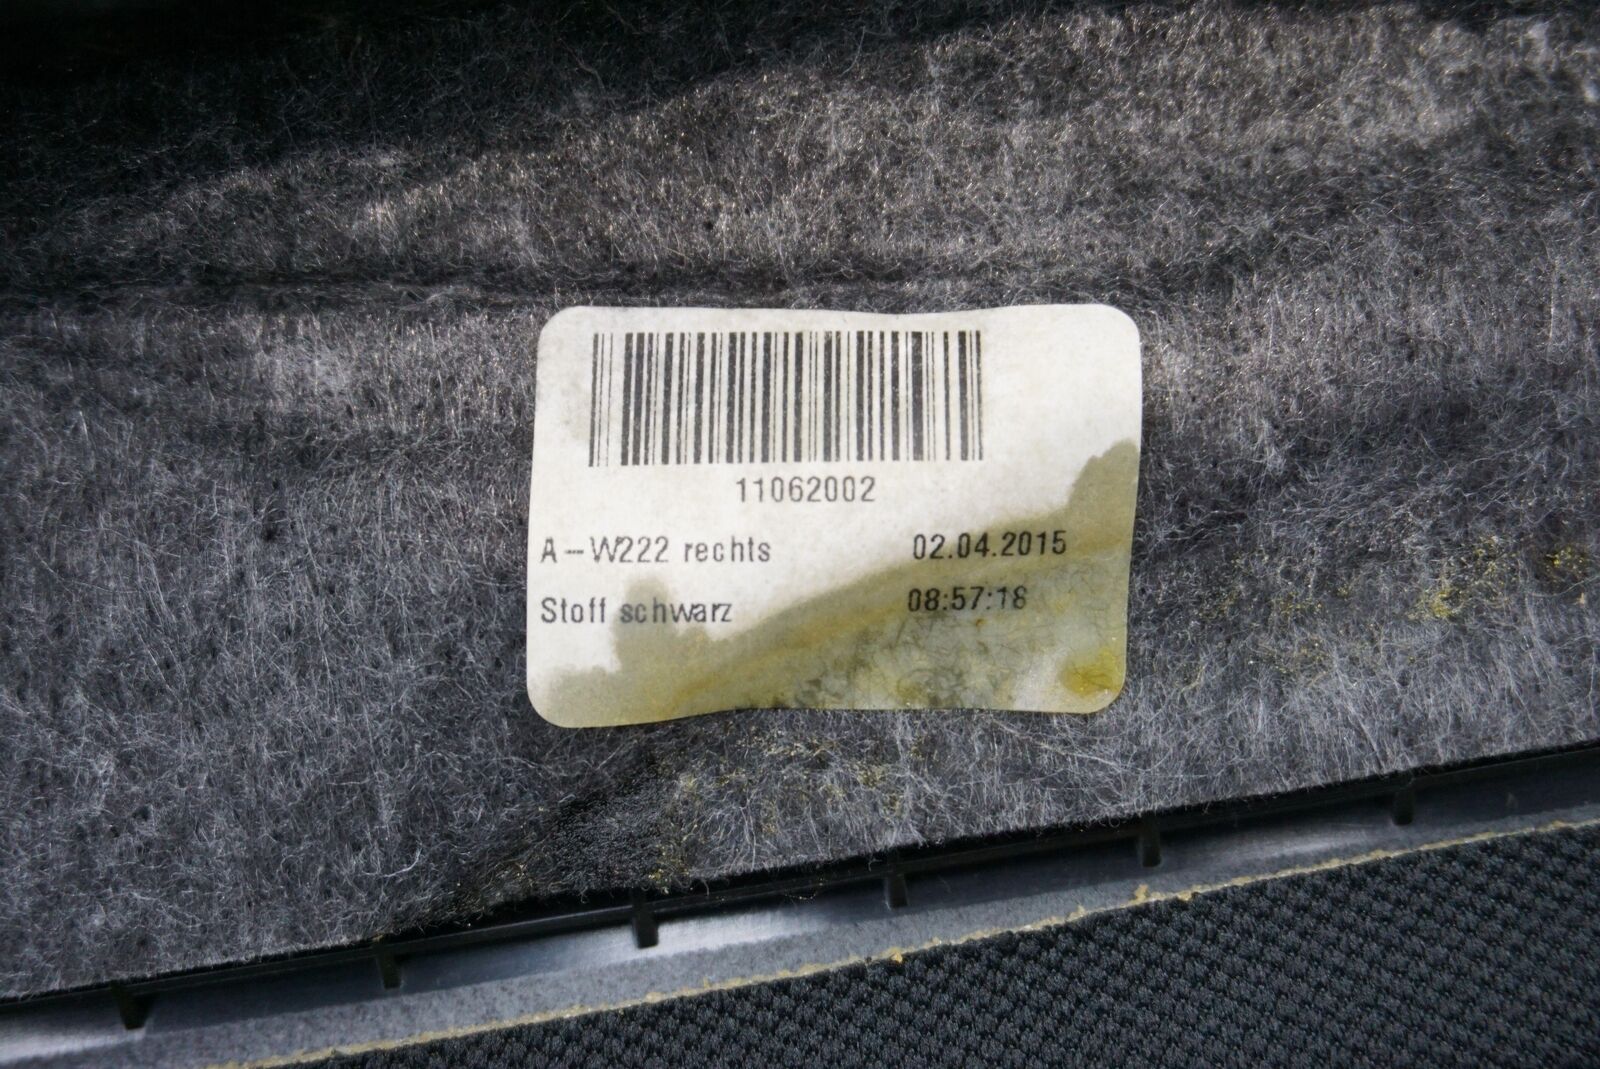 11062002
A-W222 rechts 02.04.2015
Stoff schwarz 08:57:18